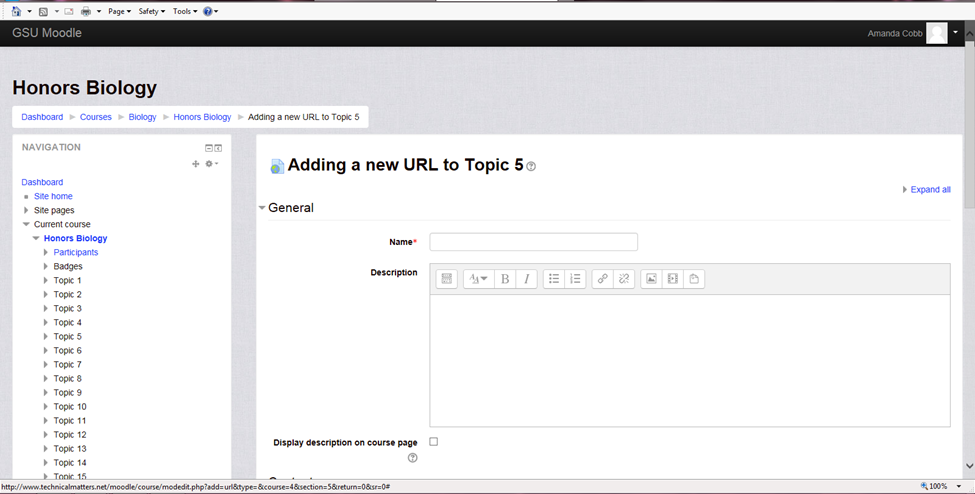 Page Safety Tools
GSU Moodle
Amanda Cobb
Honors Biology
Dashboard Courses Biology Honors Biology Adding a new URL to Topic 5
NAVIGATION
Dashboard
Site home
Site pages
Current course
Honors Biology
Participants
Badges
Topic 1
Topic 2
Topic 3
Topic 4
Topic 5
Topic 6
Topic 7
Topic 8
Topic 9
Topic 10
Topic 11
Topic 12
Topic 13
Topic 14
Topic 15
Adding a new URL to Topic 5
Expand all
General
Name*
Description
B I
Display description on course page
http://www.technicalmatters.net/moodle/course/modedit.php?add=url&type=&course=4&section=5&return=0&sr=0#
100%